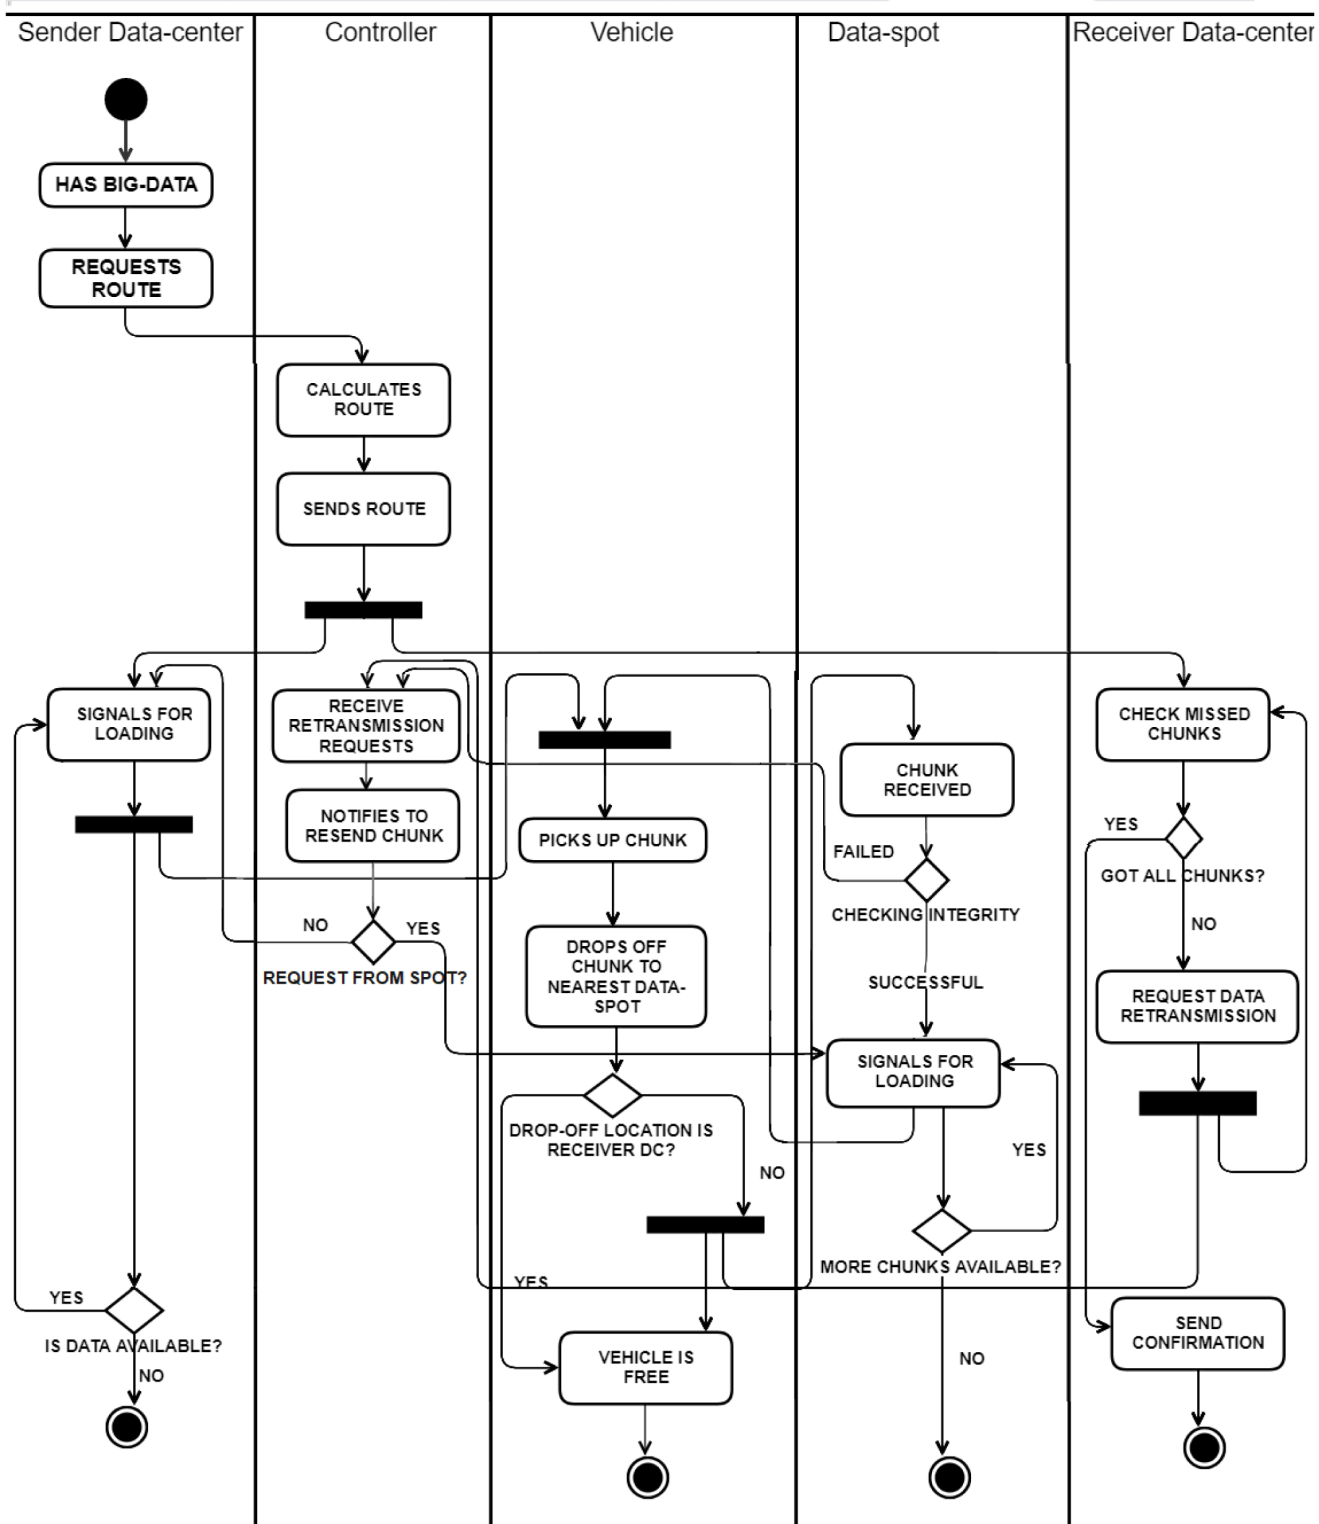 Sender Data-center
Controller
Vehicle
Data-spot
Receiver Data-center
HAS BIG-DATA
REQUESTS
ROUTE
CALCULATES
ROUTE
SENDS ROUTE
SIGNALS FOR
LOADING
RECEIVE
RETRANSMISSION
REQUESTS
NOTIFIES TO
RESEND CHUNK
NO
YES
REQUEST FROM SPOT?
PICKS UP CHUNK
DROPS OFF
CHUNK TO
NEAREST DATA-
SPOT
DROP-OFF LOCATION IS
RECEIVER DC?
NO
YES
VEHICLE IS
FREE
CHUNK
RECEIVED
FAILED
CHECKING INTEGRITY
SUCCESSFUL
SIGNALS FOR
LOADING
YES
MORE CHUNKS AVAILABLE?
NO
CHECK MISSED
CHUNKS
YES
GOT ALL CHUNKS?
NO
REQUEST DATA
RETRANSMISSION
SEND
CONFIRMATION
YES
IS DATA AVAILABLE?
NO